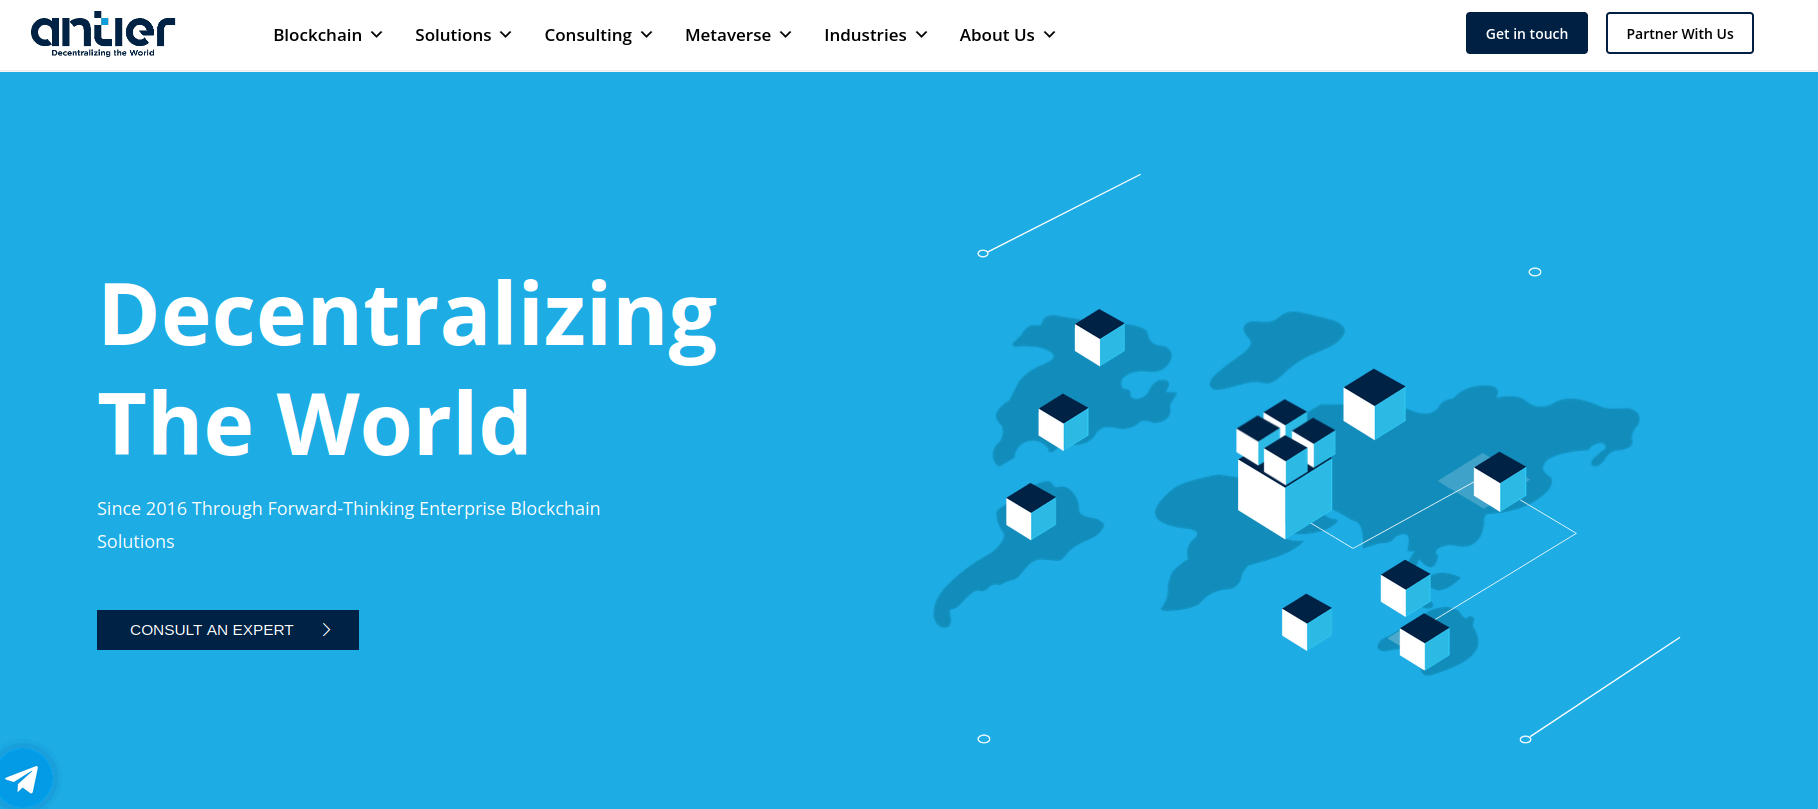 antier
Decentralizing the World
Blockchain
Solutions
Consulting
Metaverse
Industries
About Us
Get in touch
Partner With Us
Decentralizing
The World
Since 2016 Through Forward-Thinking Enterprise Blockchain
Solutions
CONSULT AN EXPERT